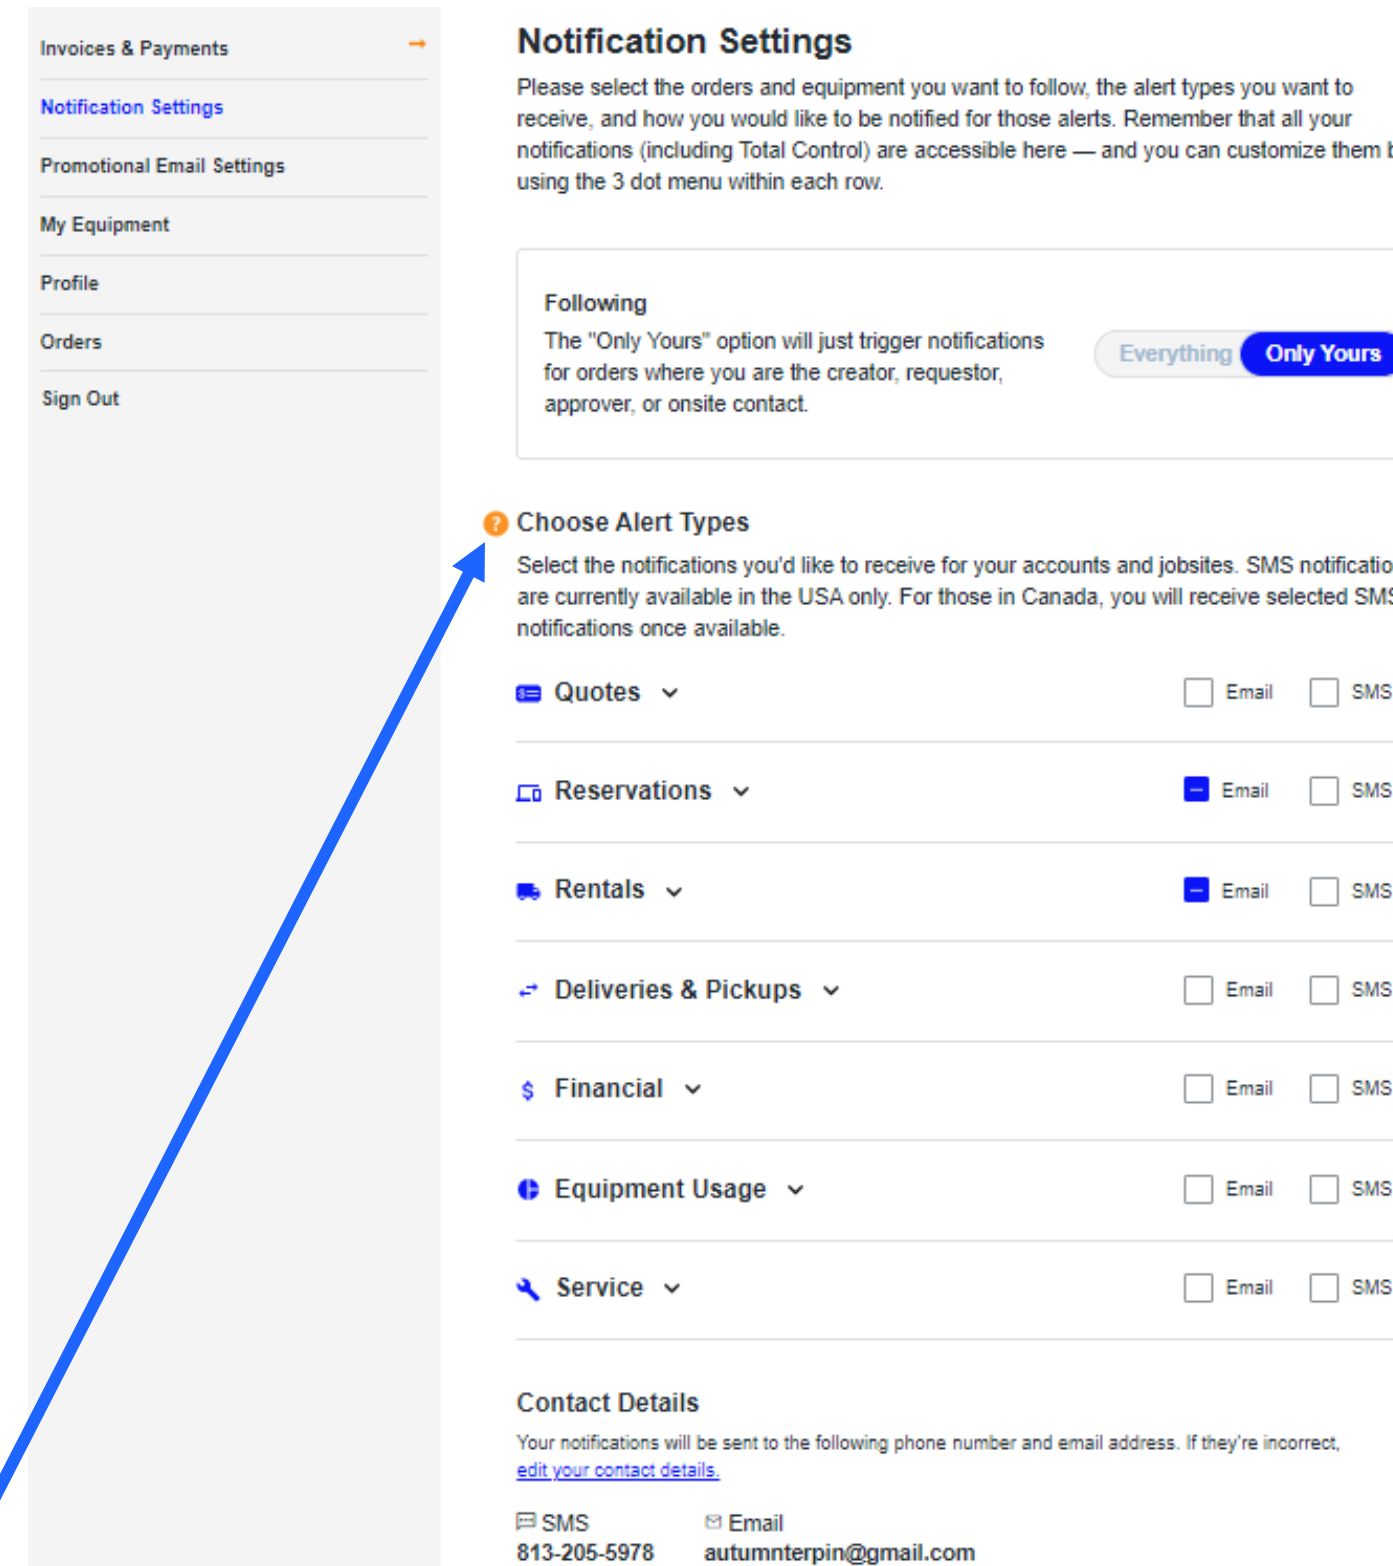 Invoices & Payments
Notification Settings
Promotional Email Settings
My Equipment
Profile
Orders
Sign Out
Notification Settings
Please select the orders and equipment you want to follow, the alert types you want to
receive, and how you would like to be notified for those alerts. Remember that all your
notifications (including Total Control) are accessible here — and you can customize them
using the 3 dot menu within each row.
Following
The "Only Yours" option will just trigger notifications
for orders where you are the creator, requestor,
approver, or onsite contact.
Everything Only Yours
? Choose Alert Types
Select the notifications you'd like to receive for your accounts and jobsites. SMS notificatio
are currently available in the USA only. For those in Canada, you will receive selected SMS
notifications once available.
Quotes Email SMS
Reservations Email SMS
Rentals Email SMS
Deliveries & Pickups Email SMS
$ Financial Email SMS
Equipment Usage Email SMS
Service Email SMS
Contact Details
Your notifications will be sent to the following phone number and email address. If they're incorrect,
edit your contact details.
SMS Email
813-205-5978 autumnterpin@gmail.com